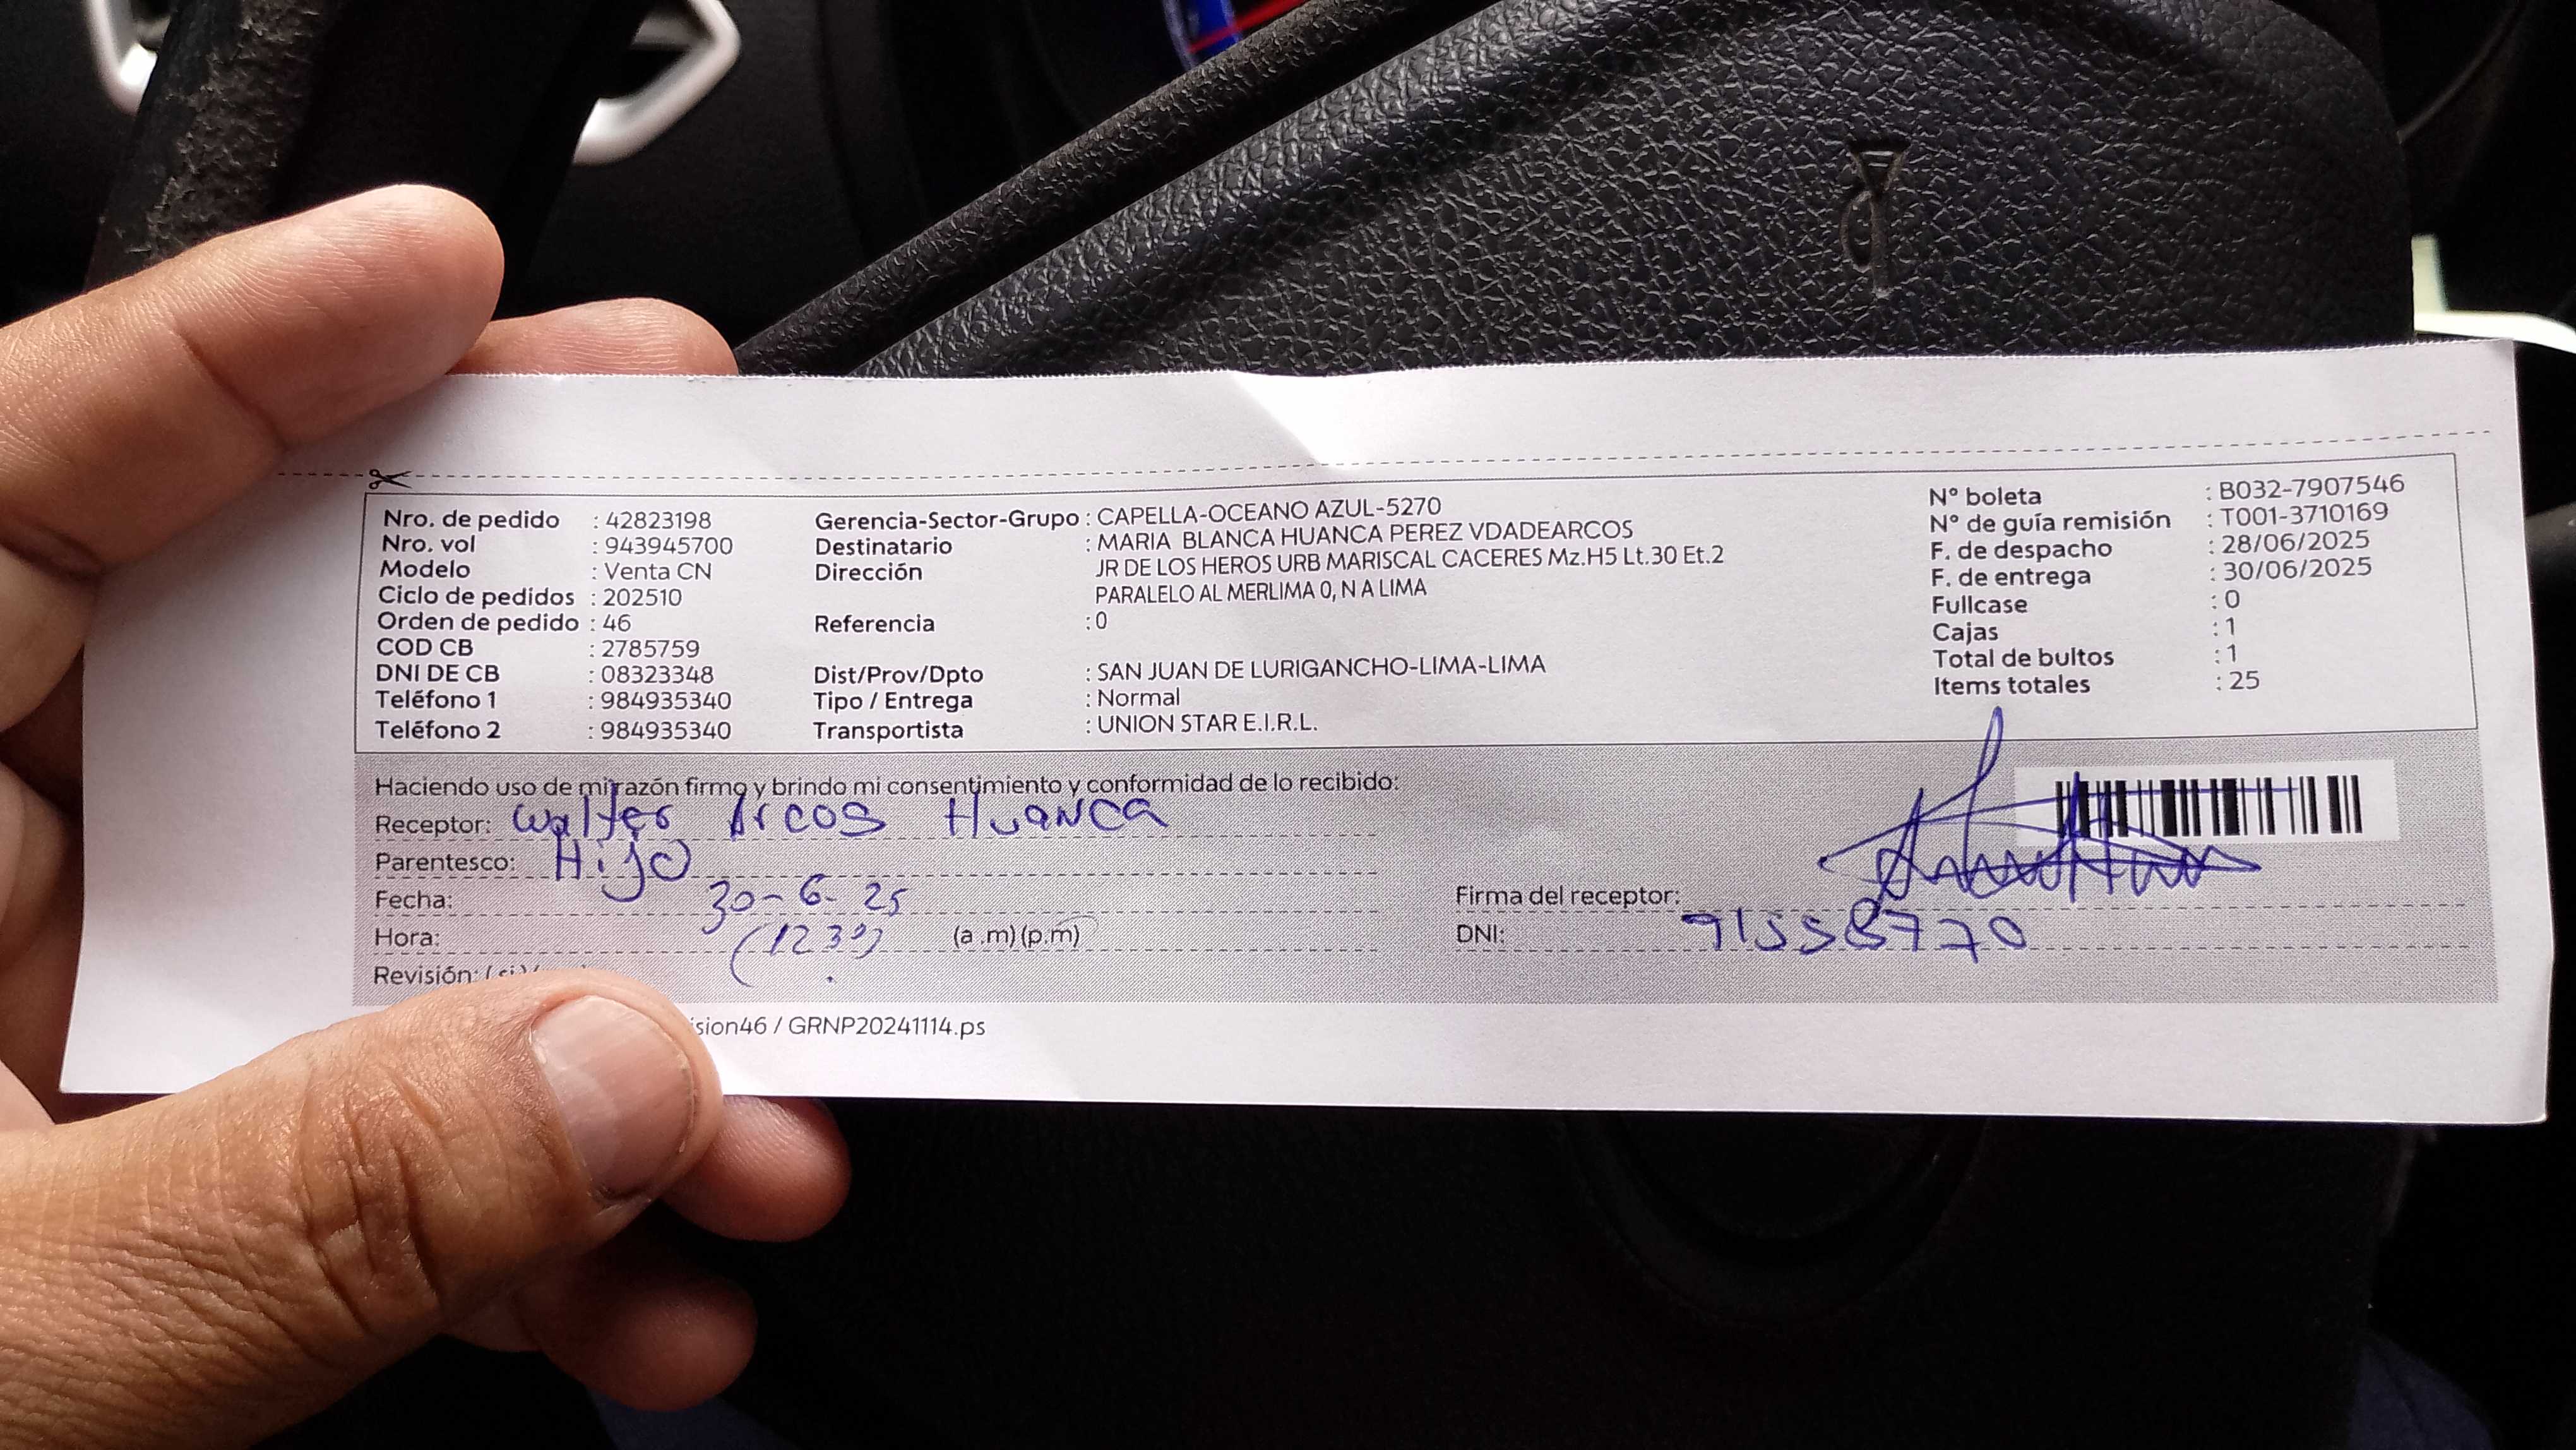 Nro. de pedido : 42823198
Nro. vol : 943945700
Modelo : Venta CN
Ciclo de pedidos : 202510
Orden de pedido : 46
COD CB : 2785759
DNI DE CB : 08323348
Teléfono 1 : 984935340
Teléfono 2 : 984935340
Gerencia-Sector-Grupo : CAPELLA-OCEANO AZUL-5270
Destinatario : MARIA BLANCA HUANCA PEREZ VDADEARCOS
Dirección JR DE LOS HEROS URB MARISCAL CACERES Mz.H5 Lt.30 Et.2
PARALELO AL MERLIMA 0, N A LIMA
Referencia : 0
Dist/Prov/Dpto : SAN JUAN DE LURIGANCHO-LIMA-LIMA
Tipo / Entrega : Normal
Transportista : UNION STAR E.I.R.L.
N° boleta : B032-7907546
N° de guía remisión : T001-3710169
F. de despacho : 28/06/2025
F. de entrega : 30/06/2025
Fullcase : 0
Cajas : 1
Total de bultos : 1
Items totales : 25
Haciendo uso de mi razón firmo y brindo mi consentimiento y conformidad de lo recibido:
Receptor: Walter Arcos Huanca
Parentesco: Hijo
Fecha: 30-6-25
Hora: (12 30) (a .m) (p.m)
Revisión: (si)
Firma del receptor:
DNI:
ision46 / GRNP20241114.ps